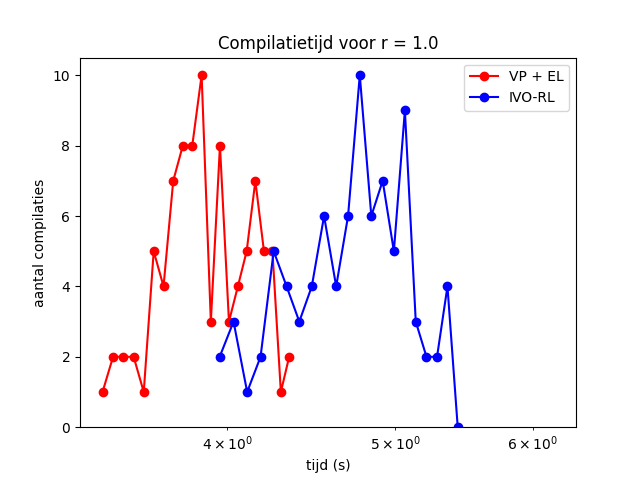 Compilatietijd voor r = 1.0
VP + EL
IVO-RL
10
8
6
4
2
0
aantal compilaties
4 × 10⁰
5 × 10⁰
6 × 10⁰
tijd (s)